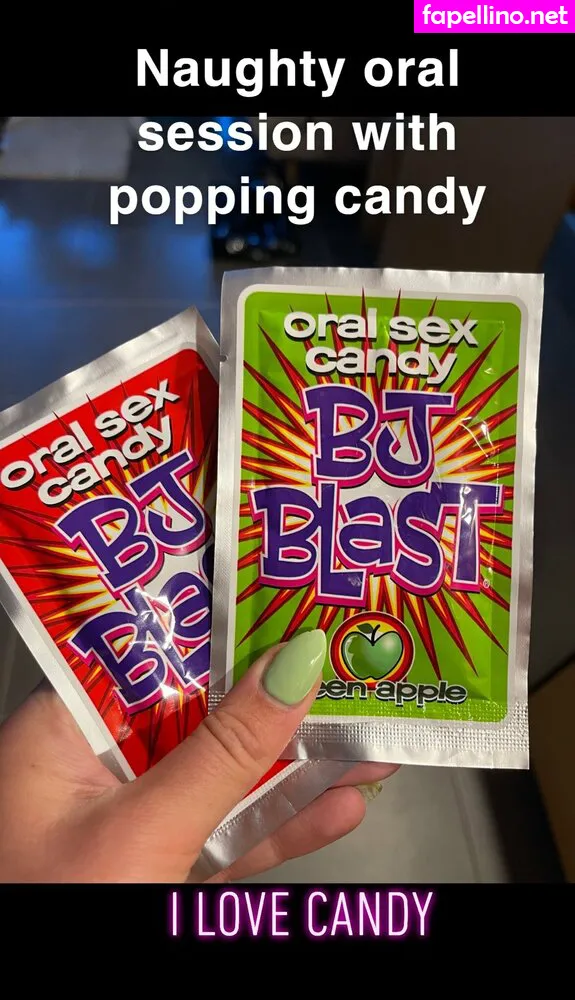 fapellino.net
Naughty oral
session with
popping candy
oral sex
candy
BJ
Blast
oral sex
candy
BJ
BLasT
apple
I LOVE CANDY